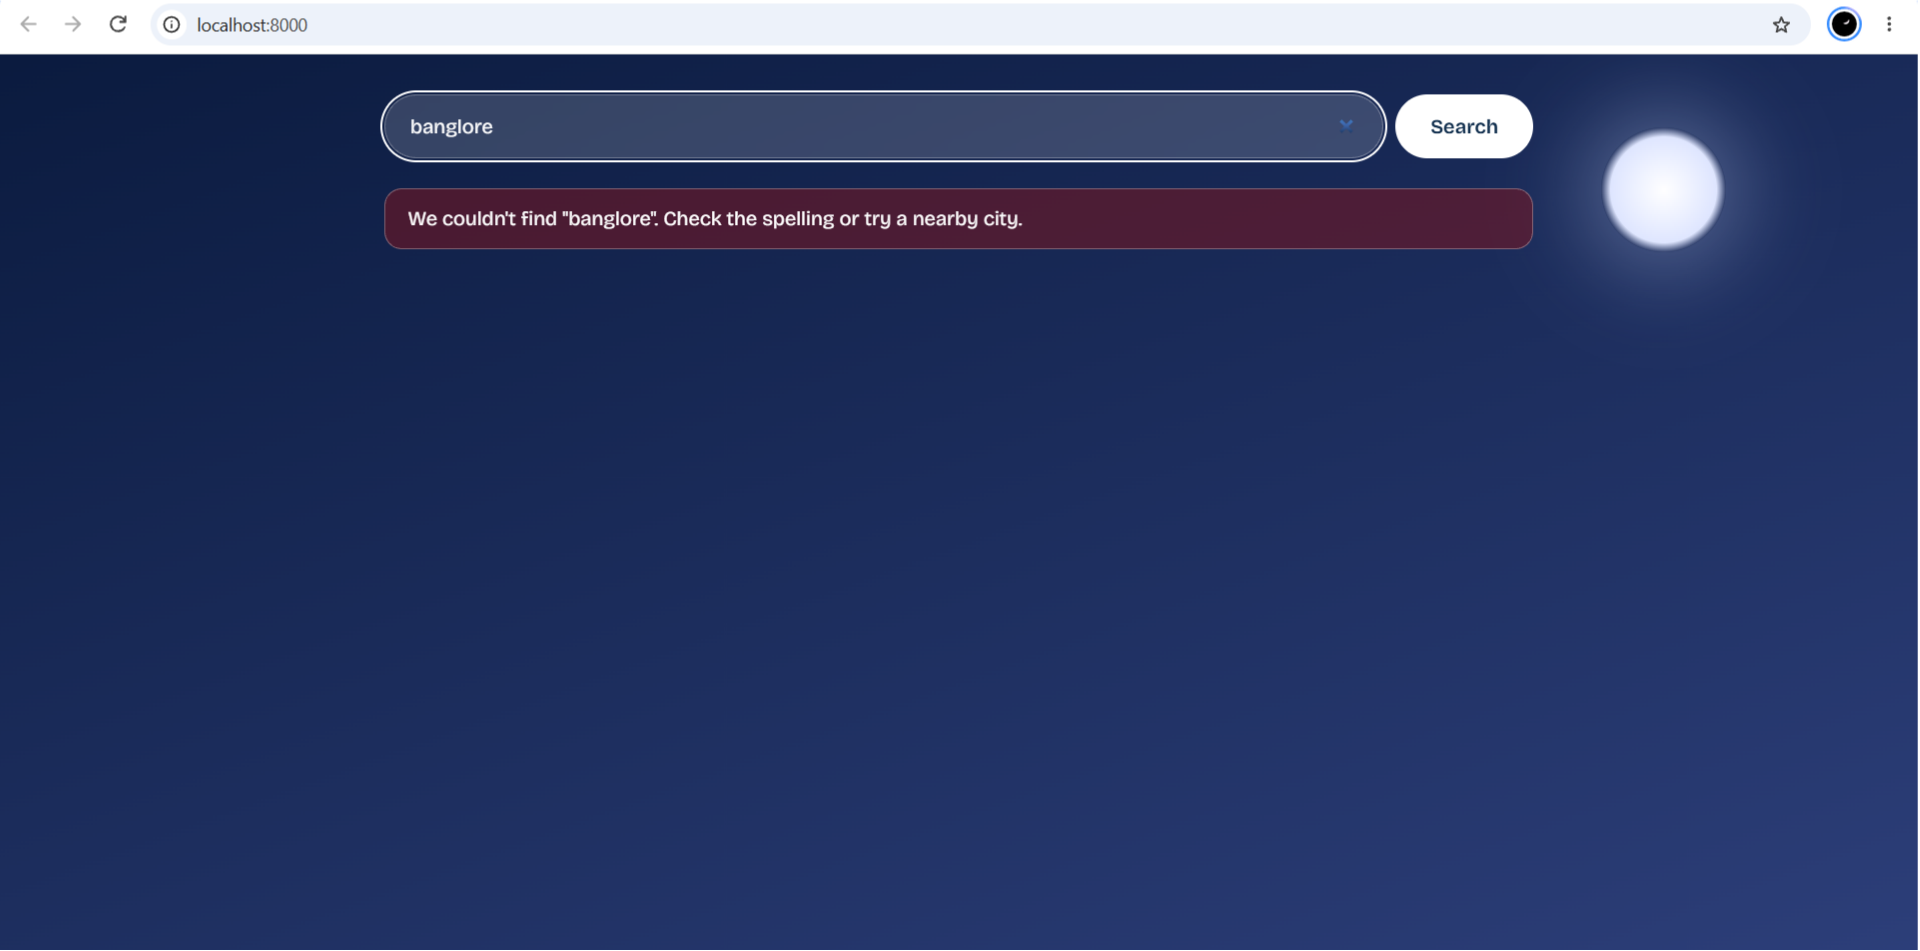 localhost:8000
banglore
Search
We couldn't find "banglore". Check the spelling or try a nearby city.